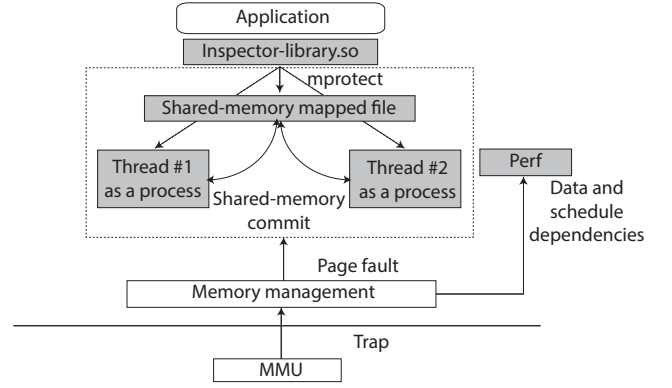 Application
Inspector-library.so
mprotect
Shared-memory mapped file
Thread #1
as a process
Thread #2
as a process
Shared-memory
commit
Perf
Data and
schedule
dependencies
Page fault
Memory management
Trap
MMU